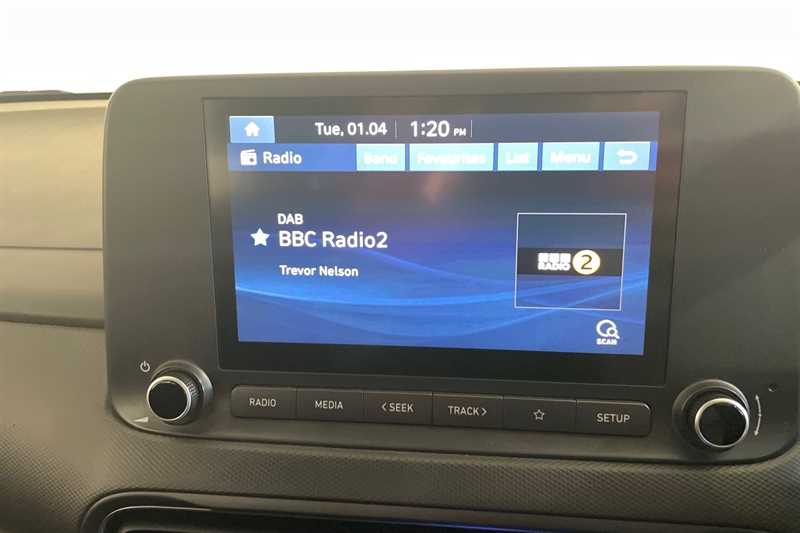 Tue, 01.04 1:20 PM
Radio Band Favourites List Menu
DAB
BBC Radio2
Trevor Nelson
BBC
RADIO 2
SCAN
RADIO MEDIA < SEEK TRACK > SETUP